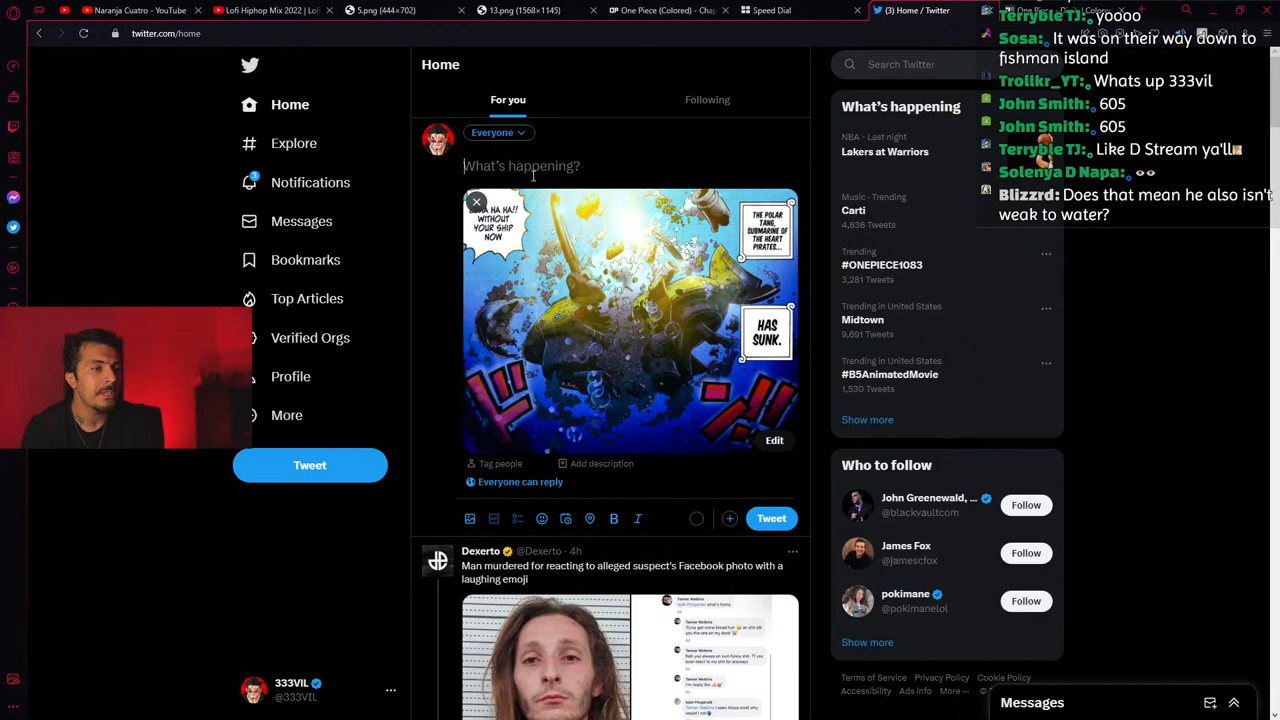 Naranja Cuatro - YouTube
Lofi Hiphop Mix 2022 | Lof
5.png (444×702)
13.png (1568×1145)
One Piece (Colored) - Chap
Speed Dial
(3) Home / Twitter
twitter.com/home
Home
Explore
Notifications
3
Messages
Bookmarks
Top Articles
Verified Orgs
Profile
More
Tweet
333VIL
@333VIL
Home
For you
Following
Everyone
What's happening?
HA HA!!
WITHOUT
YOUR SHIP
NOW
THE POLAR
TANG,
SUBMARINE OF
THE HEART
PIRATES...
HAS
SUNK.
Edit
Tag people
Add description
Everyone can reply
Tweet
Dexerto @Dexerto · 4h
Man murdered for reacting to alleged suspect's Facebook photo with a
laughing emoji
Search Twitter
What's happening
NBA · Last night
Lakers at Warriors
Music · Trending
Carti
4,636 Tweets
Trending
#ONEPIECE1083
3,281 Tweets
Trending in United States
Midtown
9,691 Tweets
Trending in United States
#B5AnimatedMovie
1,530 Tweets
Show more
Who to follow
John Greenewald, ...
@blackvaultcom
Follow
James Fox
@jamescfox
Follow
pokimane
@pokimanelol
Follow
Show more
Terms of Service Privacy Policy Cookie Policy
Accessibility Ads info More ···
Messages
Terryble TJ: yoooo
Sosa: It was on their way down to
fishman island
Trollkr_YT: Whats up 333vil
John Smith: 605
John Smith: 605
Terryble TJ: Like D Stream ya'll
Solenya D Napa:
Blizzrd: Does that mean he also isn't
weak to water?